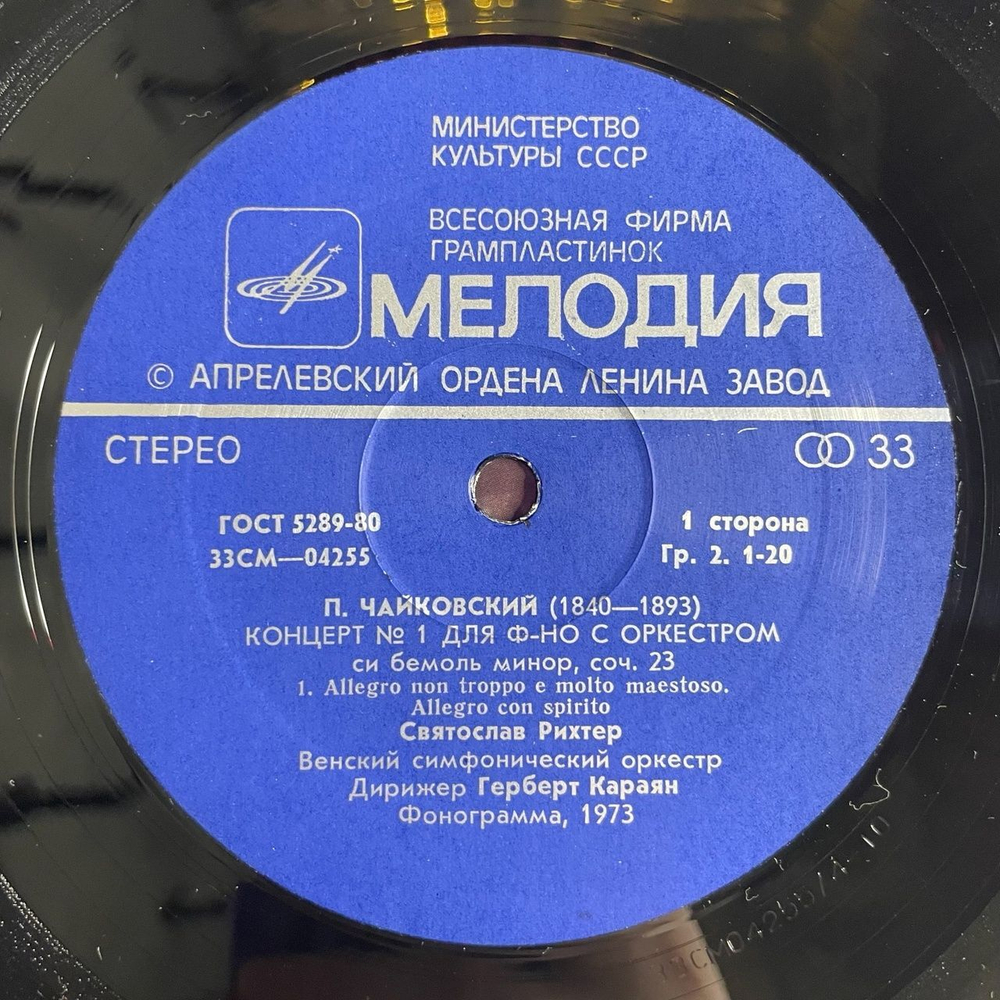 МИНИСТЕРСТВО
КУЛЬТУРЫ СССР
ВСЕСОЮЗНАЯ ФИРМА
ГРАМПЛАСТИНОК
МЕЛОДИЯ
© АПРЕЛЕВСКИЙ ОРДЕНА ЛЕНИНА ЗАВОД
СТЕРЕО 33
ГОСТ 5289-80 1 сторона
33СМ—04255 Гр. 2. 1-20
П. ЧАЙКОВСКИЙ (1840—1893)
КОНЦЕРТ № 1 ДЛЯ Ф-НО С ОРКЕСТРОМ
си бемоль минор, соч. 23
1. Allegro non troppo e molto maestoso.
Allegro con spirito
Святослав Рихтер
Венский симфонический оркестр
Дирижер Герберт Караян
Фонограмма, 1973